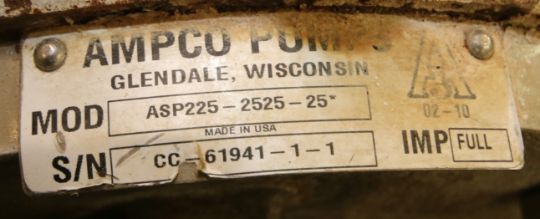 AMPCO PUMPS
GLENDALE, WISCONSIN
A
02-10
MOD ASP225-2525-25*
MADE IN USA
S/N CC-61941-1-1
IMP FULL